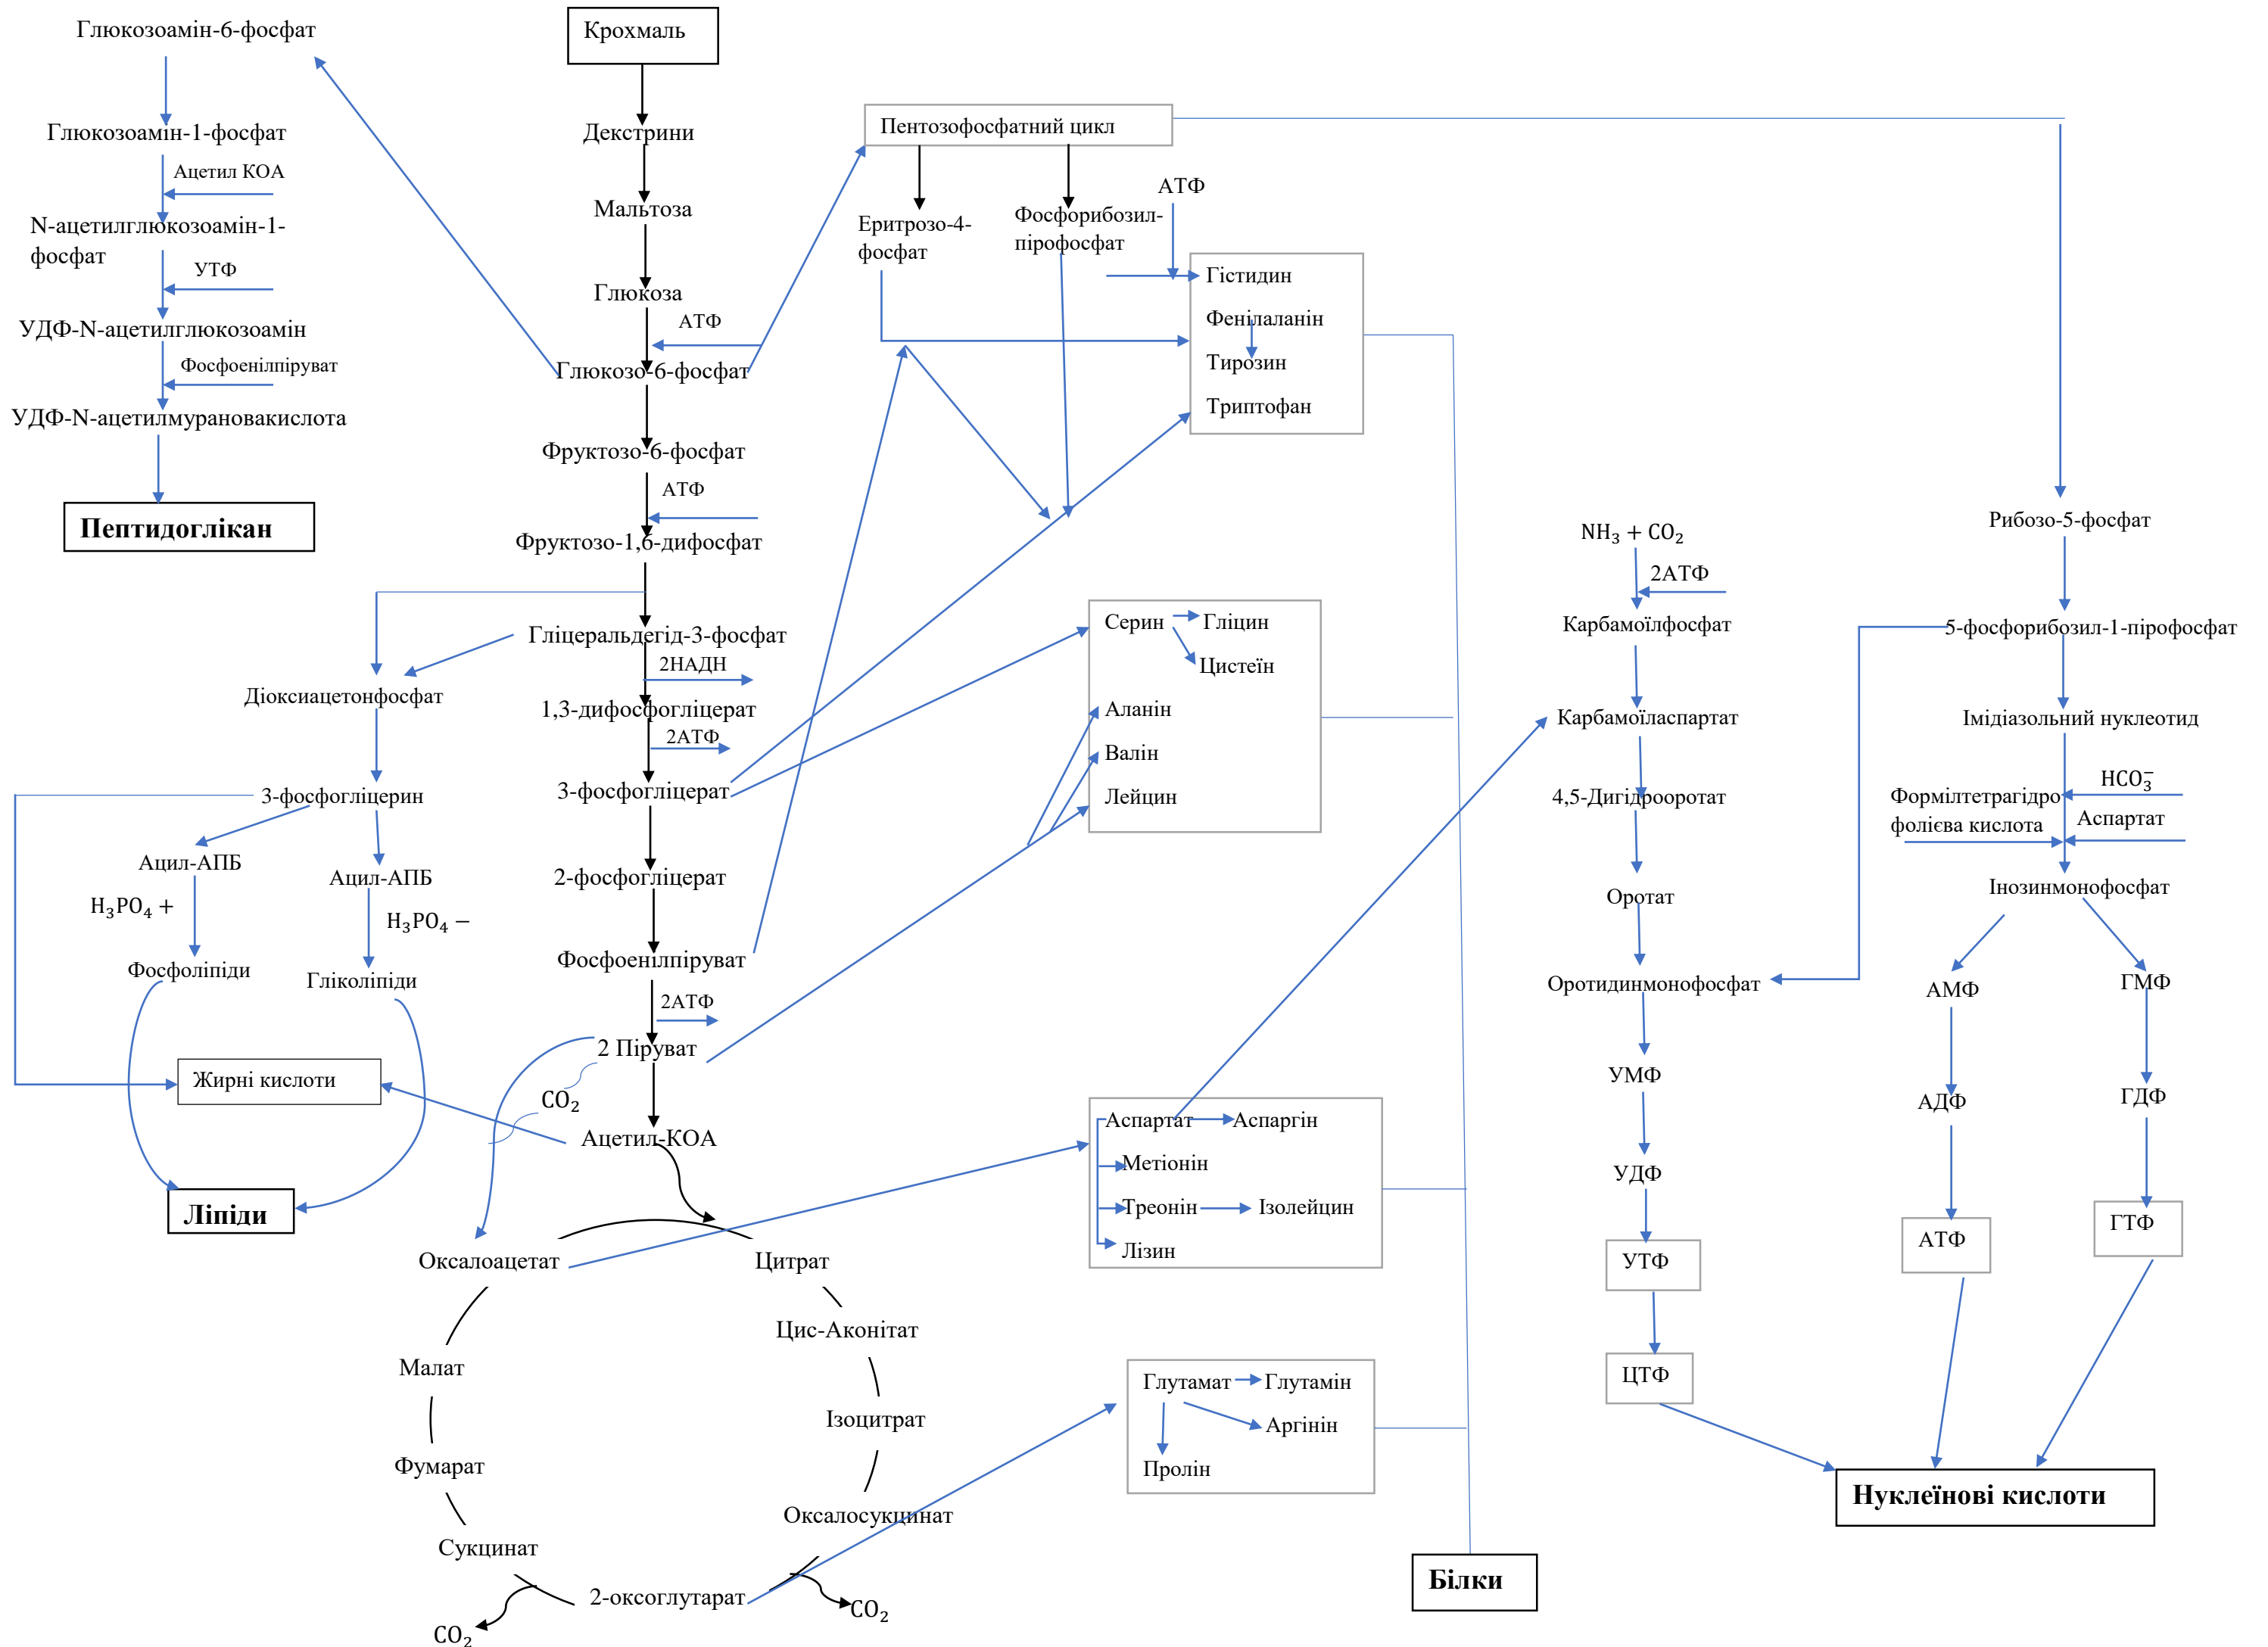 Глюкозоамін-6-фосфат
Глюкозоамін-1-фосфат
Ацетил КОА
N-ацетилглюкозоамін-1-
фосфат
УТФ
УДФ-N-ацетилглюкозоамін
Фосфоенілпіруват
УДФ-N-ацетилмурановакислота
Пептидоглікан
Крохмаль
Декстрини
Мальтоза
Глюкоза
АТФ
Глюкозо-6-фосфат
Фруктозо-6-фосфат
АТФ
Фруктозо-1,6-дифосфат
Гліцеральдегід-3-фосфат
2НАДН
1,3-дифосфогліцерат
2АТФ
3-фосфогліцерат
2-фосфогліцерат
Фосфоенілпіруват
2АТФ
2 Піруват
CO₂
Ацетил-КОА
Діоксиацетонфосфат
3-фосфогліцерин
Ацил-АПБ
Ацил-АПБ
H₃PO₄ +
H₃PO₄ −
Фосфоліпіди
Гліколіпіди
Жирні кислоти
Ліпіди
Оксалоацетат
Цитрат
Цис-Аконітат
Малат
Ізоцитрат
Фумарат
Оксалосукцинат
Сукцинат
2-оксоглутарат
CO₂
CO₂
Пентозофосфатний цикл
Еритрозо-4-
фосфат
Фосфорибозил-
пірофосфат
АТФ
Гістидин
Фенілаланін
Тирозин
Триптофан
Серин
Гліцин
Цистеїн
Аланін
Валін
Лейцин
Аспартат
Аспаргін
Метіонін
Треонін
Ізолейцин
Лізин
Глутамат
Глутамін
Аргінін
Пролін
Білки
NH₃ + CO₂
2АТФ
Карбамоїлфосфат
Карбамоїласпартат
4,5-Дигідрооротат
Оротат
Оротидинмонофосфат
УМФ
УДФ
УТФ
ЦТФ
Рибозо-5-фосфат
5-фосфорибозил-1-пірофосфат
Імідіазольний нуклеотид
HCO₃⁻
Формілтетрагідро
фолієва кислота
Аспартат
Інозинмонофосфат
АМФ
ГМФ
АДФ
ГДФ
АТФ
ГТФ
Нуклеїнові кислоти